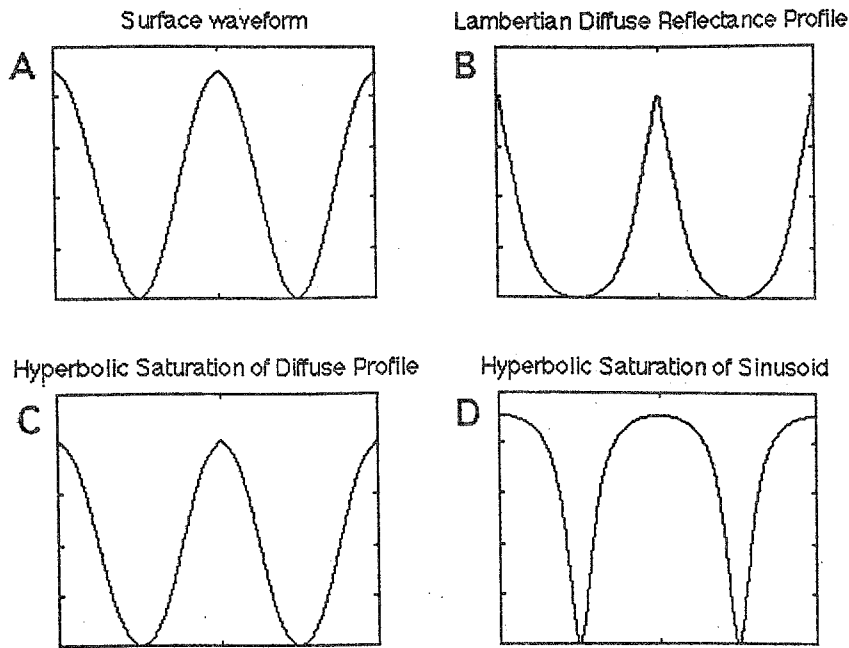 Surface waveform
Lambertian Diffuse Reflectance Profile
A
B
Hyperbolic Saturation of Diffuse Profile
Hyperbolic Saturation of Sinusoid
C
D